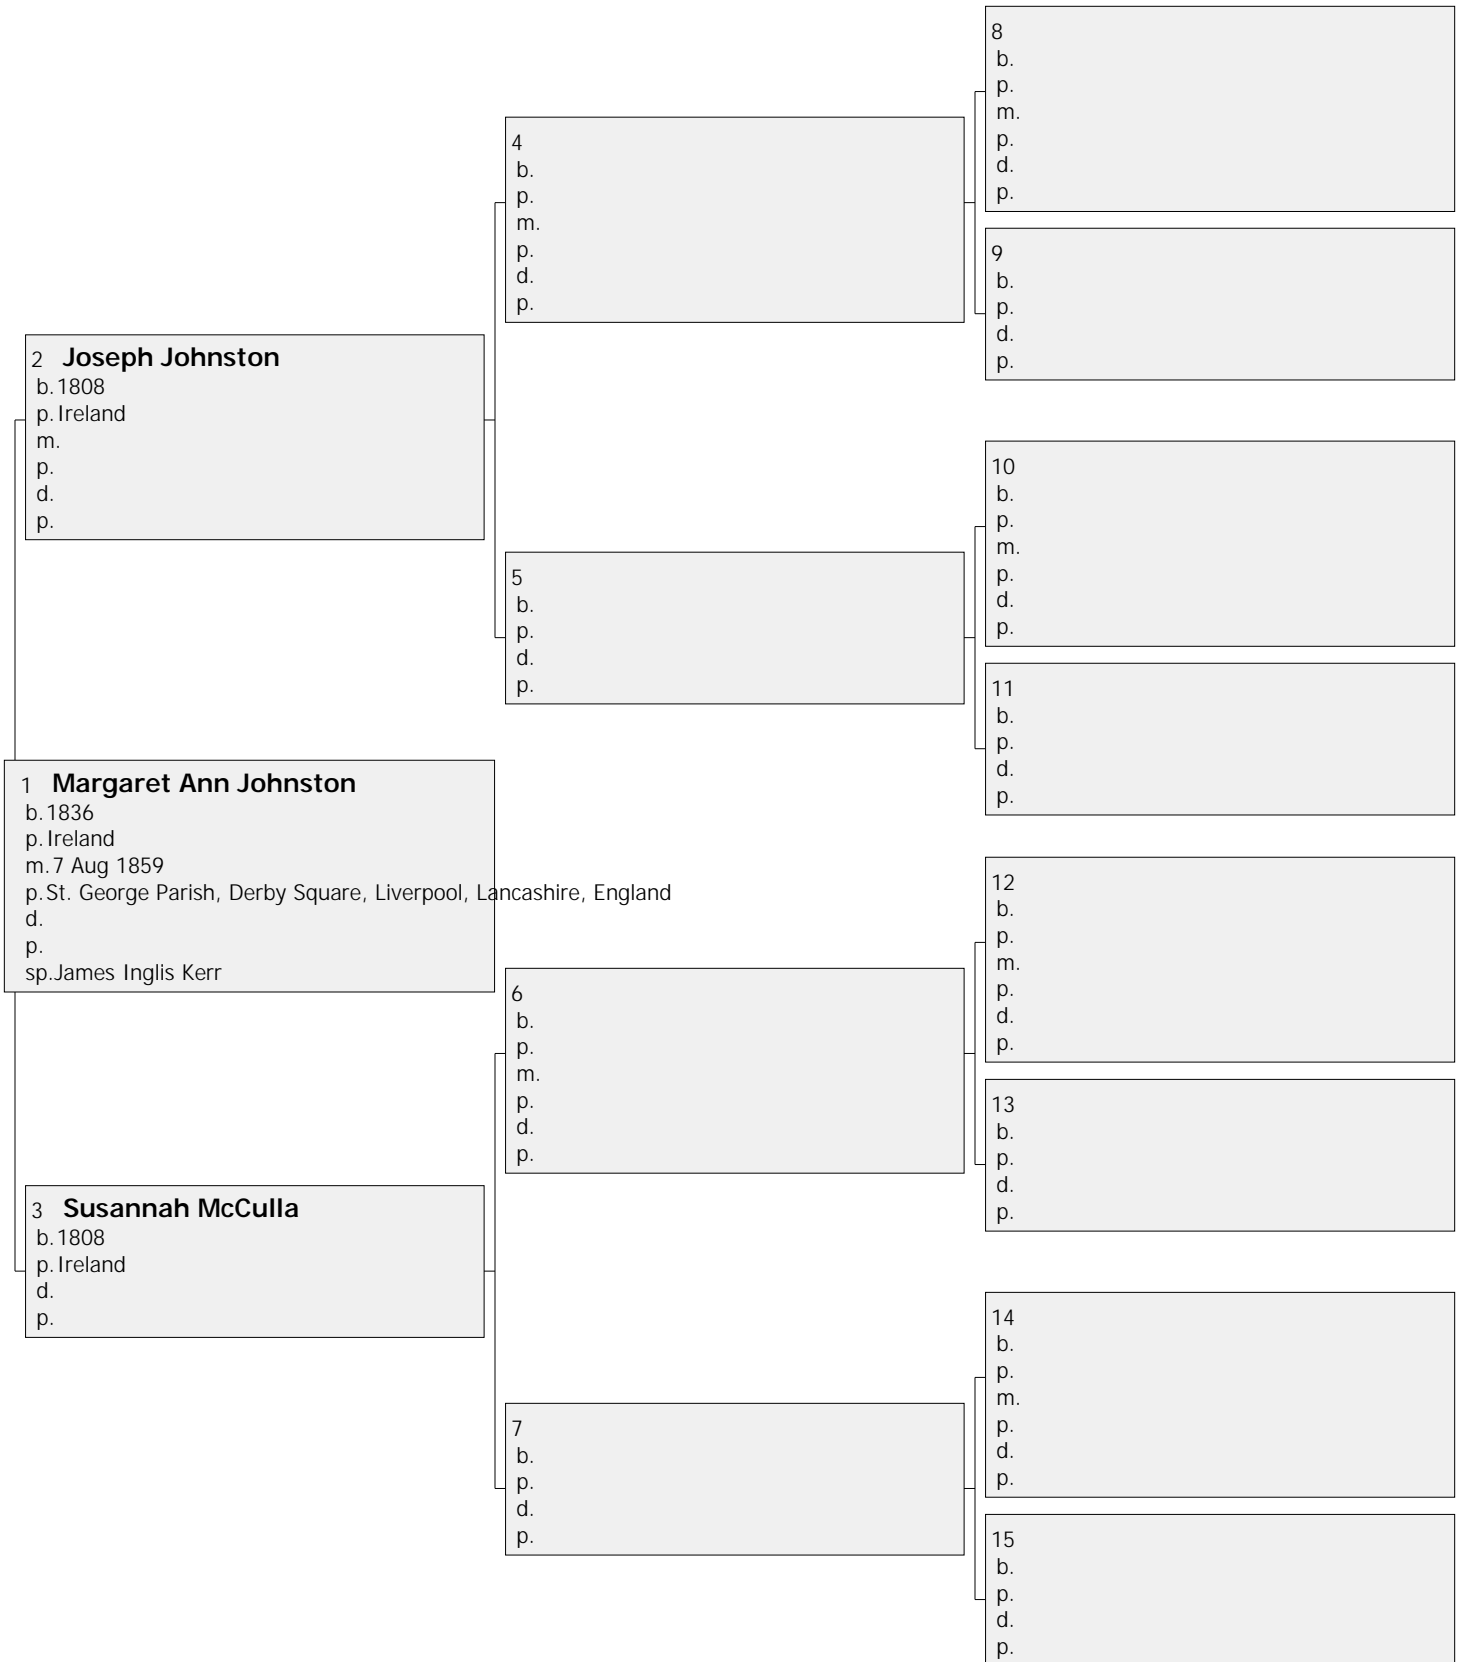 8
b.
p.
m.
p.
d.
p.
4
b.
p.
m.
p.
d.
p.
9
b.
p.
d.
p.
2 Joseph Johnston
b. 1808
p. Ireland
m.
p.
d.
p.
10
b.
p.
m.
p.
d.
p.
5
b.
p.
d.
p.
11
b.
p.
d.
p.
1 Margaret Ann Johnston
b. 1836
p. Ireland
m. 7 Aug 1859
p. St. George Parish, Derby Square, Liverpool, Lancashire, England
d.
p.
sp. James Inglis Kerr
12
b.
p.
m.
p.
d.
p.
6
b.
p.
m.
p.
d.
p.
13
b.
p.
d.
p.
3 Susannah McCulla
b. 1808
p. Ireland
d.
p.
14
b.
p.
m.
p.
d.
p.
7
b.
p.
d.
p.
15
b.
p.
d.
p.